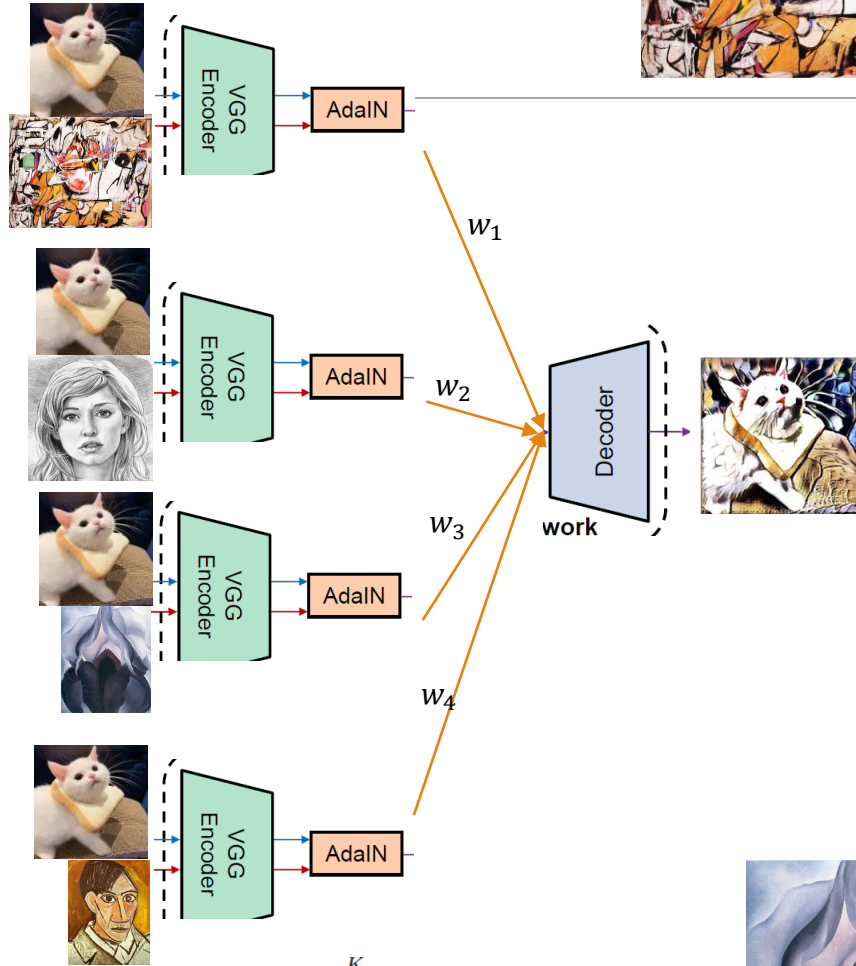 VGG
Encoder
AdaIN
w₁
VGG
Encoder
AdaIN
w₂
Decoder
work
VGG
Encoder
AdaIN
w₃
w₄
VGG
Encoder
AdaIN
K